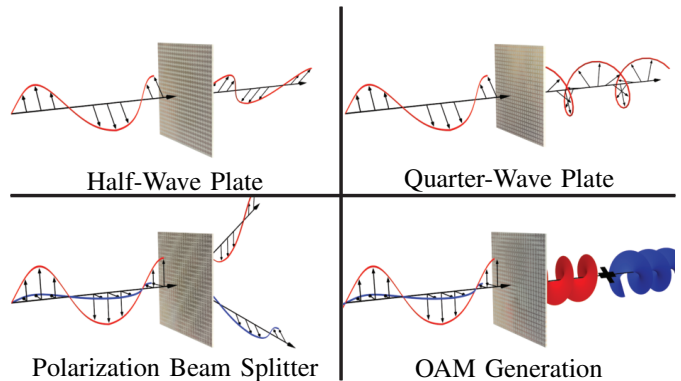 Half-Wave Plate
Quarter-Wave Plate
Polarization Beam Splitter
OAM Generation